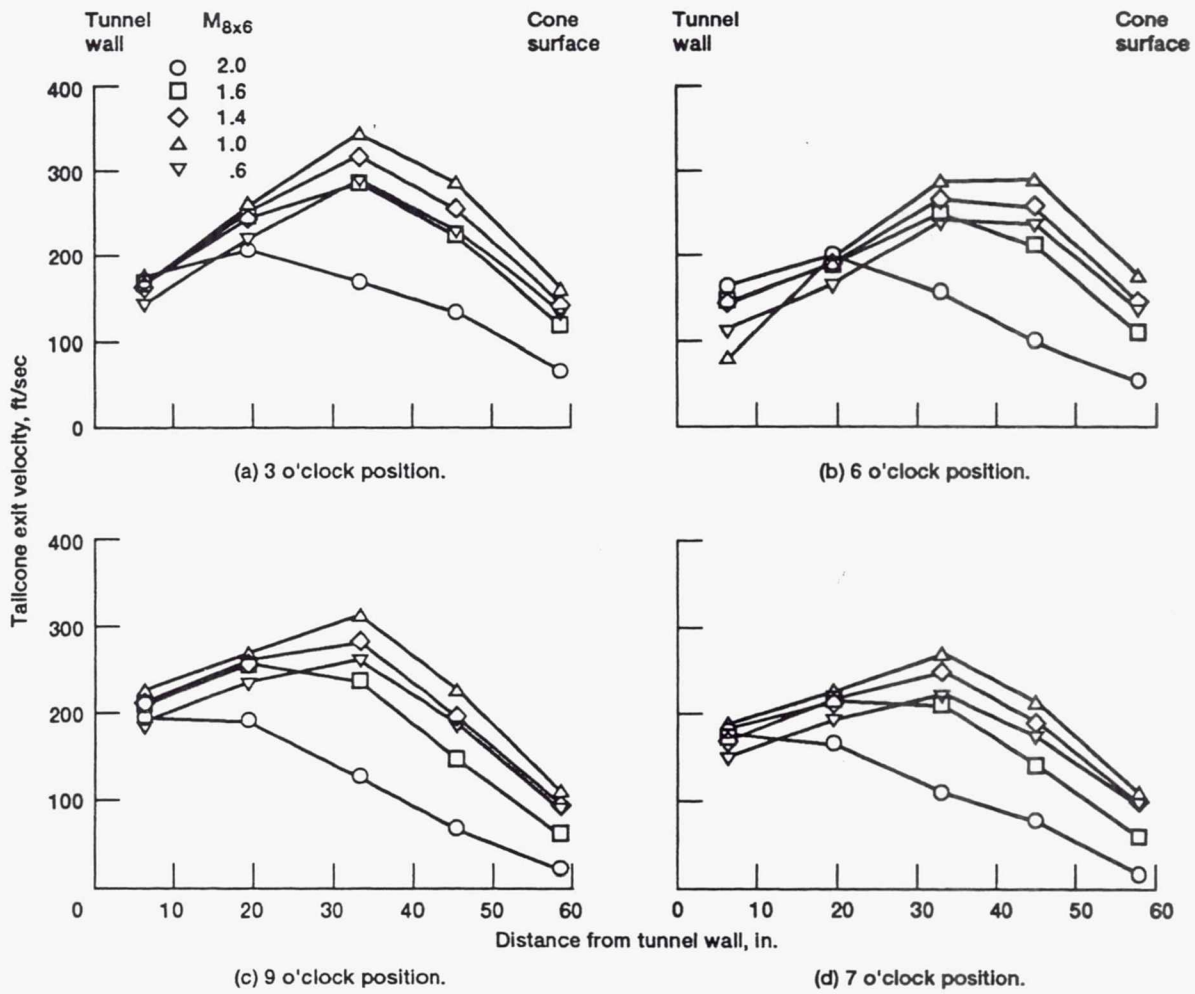 Tunnel
wall
M8x6
Cone
surface
2.0
1.6
1.4
1.0
.6
400
300
200
100
0
(a) 3 o'clock position.
Tunnel
wall
Cone
surface
(b) 6 o'clock position.
Tailcone exit velocity, ft/sec
400
300
200
100
0 10 20 30 40 50 60
(c) 9 o'clock position.
0 10 20 30 40 50 60
(d) 7 o'clock position.
Distance from tunnel wall, in.